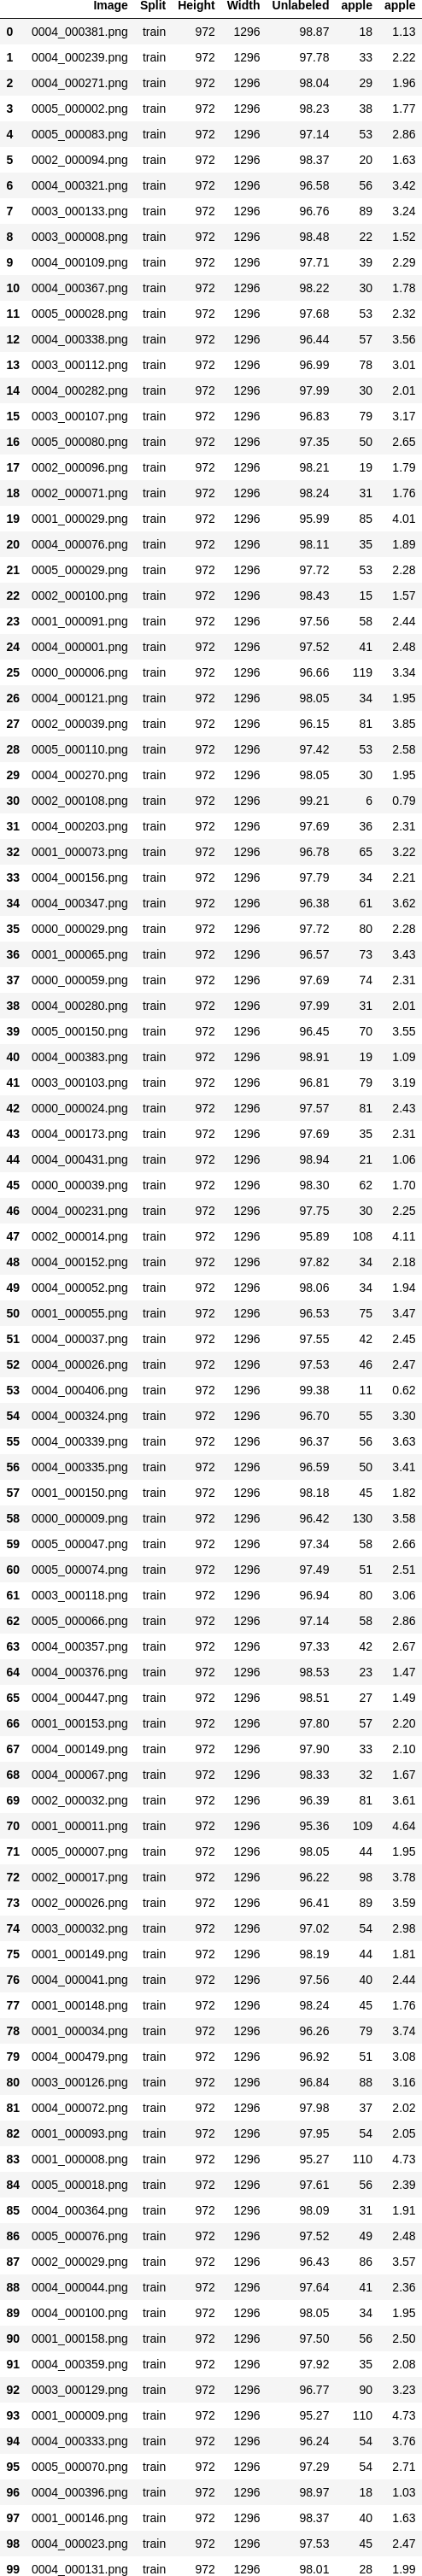 Image Split Height Width Unlabeled apple apple
0 0004_000381.png train 972 1296 98.87 18 1.13
1 0004_000239.png train 972 1296 97.78 33 2.22
2 0004_000271.png train 972 1296 98.04 29 1.96
3 0005_000002.png train 972 1296 98.23 38 1.77
4 0005_000083.png train 972 1296 97.14 53 2.86
5 0002_000094.png train 972 1296 98.37 20 1.63
6 0004_000321.png train 972 1296 96.58 56 3.42
7 0003_000133.png train 972 1296 96.76 89 3.24
8 0003_000008.png train 972 1296 98.48 22 1.52
9 0004_000109.png train 972 1296 97.71 39 2.29
10 0004_000367.png train 972 1296 98.22 30 1.78
11 0005_000028.png train 972 1296 97.68 53 2.32
12 0004_000338.png train 972 1296 96.44 57 3.56
13 0003_000112.png train 972 1296 96.99 78 3.01
14 0004_000282.png train 972 1296 97.99 30 2.01
15 0003_000107.png train 972 1296 96.83 79 3.17
16 0005_000080.png train 972 1296 97.35 50 2.65
17 0002_000096.png train 972 1296 98.21 19 1.79
18 0002_000071.png train 972 1296 98.24 31 1.76
19 0001_000029.png train 972 1296 95.99 85 4.01
20 0004_000076.png train 972 1296 98.11 35 1.89
21 0005_000029.png train 972 1296 97.72 53 2.28
22 0002_000100.png train 972 1296 98.43 15 1.57
23 0001_000091.png train 972 1296 97.56 58 2.44
24 0004_000001.png train 972 1296 97.52 41 2.48
25 0000_000006.png train 972 1296 96.66 119 3.34
26 0004_000121.png train 972 1296 98.05 34 1.95
27 0002_000039.png train 972 1296 96.15 81 3.85
28 0005_000110.png train 972 1296 97.42 53 2.58
29 0004_000270.png train 972 1296 98.05 30 1.95
30 0002_000108.png train 972 1296 99.21 6 0.79
31 0004_000203.png train 972 1296 97.69 36 2.31
32 0001_000073.png train 972 1296 96.78 65 3.22
33 0004_000156.png train 972 1296 97.79 34 2.21
34 0004_000347.png train 972 1296 96.38 61 3.62
35 0000_000029.png train 972 1296 97.72 80 2.28
36 0001_000065.png train 972 1296 96.57 73 3.43
37 0000_000059.png train 972 1296 97.69 74 2.31
38 0004_000280.png train 972 1296 97.99 31 2.01
39 0005_000150.png train 972 1296 96.45 70 3.55
40 0004_000383.png train 972 1296 98.91 19 1.09
41 0003_000103.png train 972 1296 96.81 79 3.19
42 0000_000024.png train 972 1296 97.57 81 2.43
43 0004_000173.png train 972 1296 97.69 35 2.31
44 0004_000431.png train 972 1296 98.94 21 1.06
45 0000_000039.png train 972 1296 98.30 62 1.70
46 0004_000231.png train 972 1296 97.75 30 2.25
47 0002_000014.png train 972 1296 95.89 108 4.11
48 0004_000152.png train 972 1296 97.82 34 2.18
49 0004_000052.png train 972 1296 98.06 34 1.94
50 0001_000055.png train 972 1296 96.53 75 3.47
51 0004_000037.png train 972 1296 97.55 42 2.45
52 0004_000026.png train 972 1296 97.53 46 2.47
53 0004_000406.png train 972 1296 99.38 11 0.62
54 0004_000324.png train 972 1296 96.70 55 3.30
55 0004_000339.png train 972 1296 96.37 56 3.63
56 0004_000335.png train 972 1296 96.59 50 3.41
57 0001_000150.png train 972 1296 98.18 45 1.82
58 0000_000009.png train 972 1296 96.42 130 3.58
59 0005_000047.png train 972 1296 97.34 58 2.66
60 0005_000074.png train 972 1296 97.49 51 2.51
61 0003_000118.png train 972 1296 96.94 80 3.06
62 0005_000066.png train 972 1296 97.14 58 2.86
63 0004_000357.png train 972 1296 97.33 42 2.67
64 0004_000376.png train 972 1296 98.53 23 1.47
65 0004_000447.png train 972 1296 98.51 27 1.49
66 0001_000153.png train 972 1296 97.80 57 2.20
67 0004_000149.png train 972 1296 97.90 33 2.10
68 0004_000067.png train 972 1296 98.33 32 1.67
69 0002_000032.png train 972 1296 96.39 81 3.61
70 0001_000011.png train 972 1296 95.36 109 4.64
71 0005_000007.png train 972 1296 98.05 44 1.95
72 0002_000017.png train 972 1296 96.22 98 3.78
73 0002_000026.png train 972 1296 96.41 89 3.59
74 0003_000032.png train 972 1296 97.02 54 2.98
75 0001_000149.png train 972 1296 98.19 44 1.81
76 0004_000041.png train 972 1296 97.56 40 2.44
77 0001_000148.png train 972 1296 98.24 45 1.76
78 0001_000034.png train 972 1296 96.26 79 3.74
79 0004_000479.png train 972 1296 96.92 51 3.08
80 0003_000126.png train 972 1296 96.84 88 3.16
81 0004_000072.png train 972 1296 97.98 37 2.02
82 0001_000093.png train 972 1296 97.95 54 2.05
83 0001_000008.png train 972 1296 95.27 110 4.73
84 0005_000018.png train 972 1296 97.61 56 2.39
85 0004_000364.png train 972 1296 98.09 31 1.91
86 0005_000076.png train 972 1296 97.52 49 2.48
87 0002_000029.png train 972 1296 96.43 86 3.57
88 0004_000044.png train 972 1296 97.64 41 2.36
89 0004_000100.png train 972 1296 98.05 34 1.95
90 0001_000158.png train 972 1296 97.50 56 2.50
91 0004_000359.png train 972 1296 97.92 35 2.08
92 0003_000129.png train 972 1296 96.77 90 3.23
93 0001_000009.png train 972 1296 95.27 110 4.73
94 0004_000333.png train 972 1296 96.24 54 3.76
95 0005_000070.png train 972 1296 97.29 54 2.71
96 0004_000396.png train 972 1296 98.97 18 1.03
97 0001_000146.png train 972 1296 98.37 40 1.63
98 0004_000023.png train 972 1296 97.53 45 2.47
99 0004_000131.png train 972 1296 98.01 28 1.99